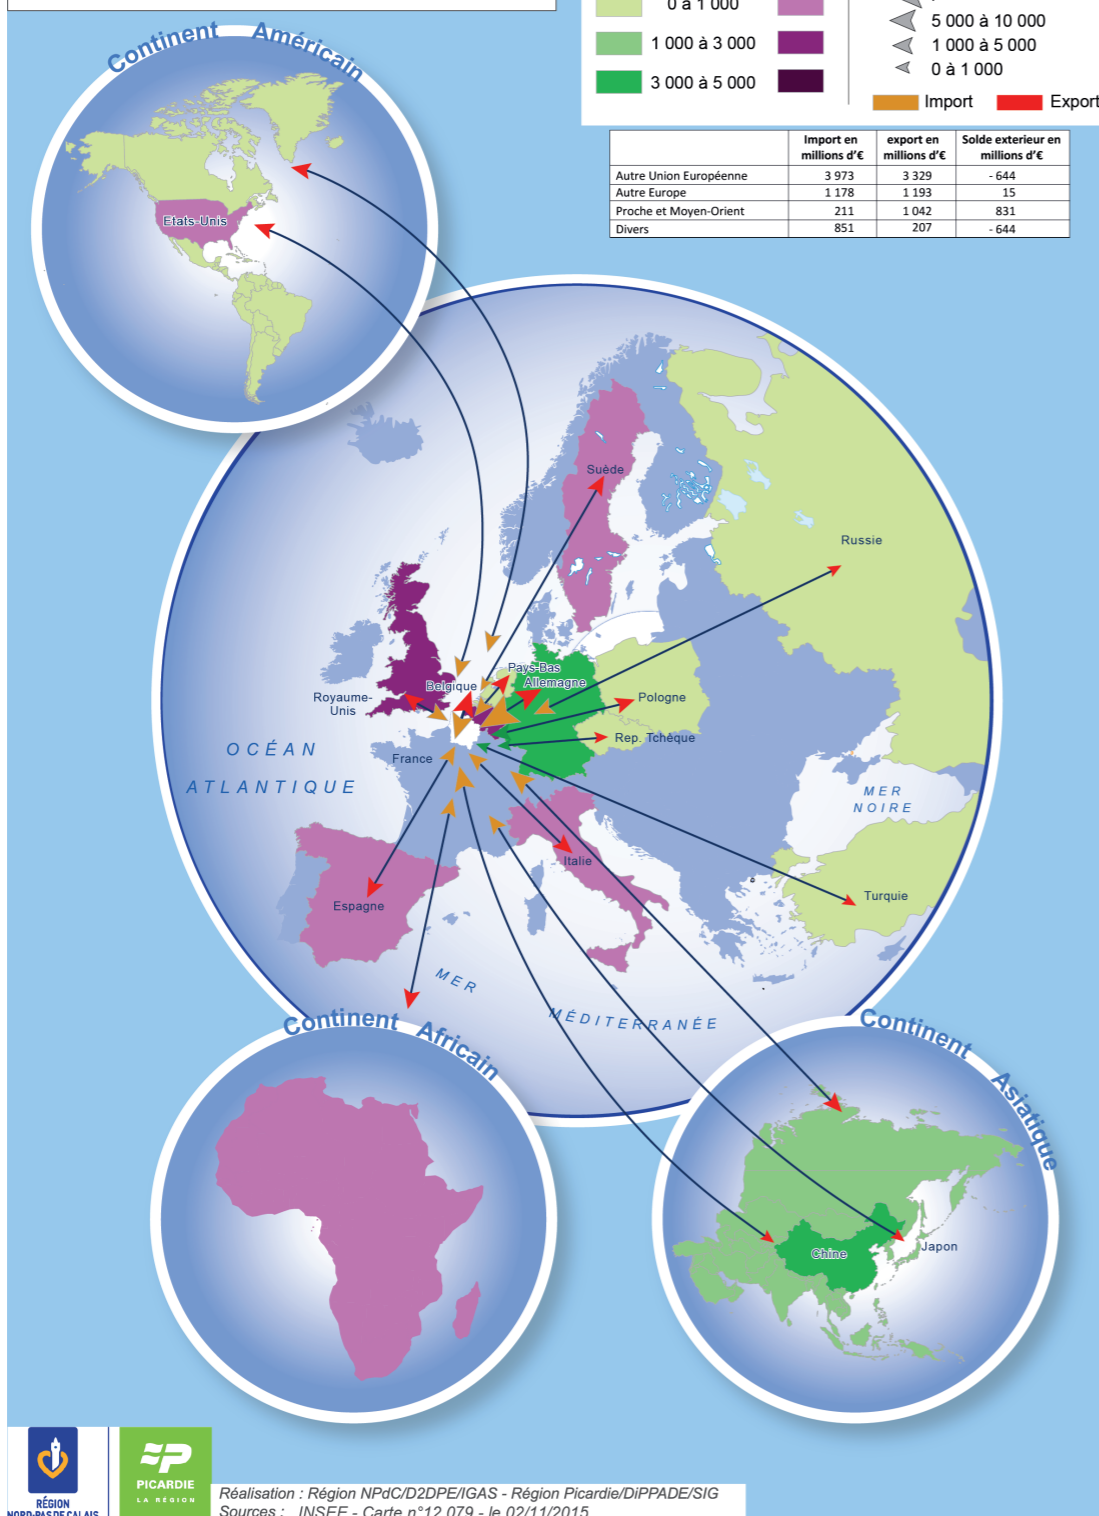 0 à 1 000
1 000 à 3 000
3 000 à 5 000
5 000 à 10 000
1 000 à 5 000
0 à 1 000
Import
Export
Import en millions d'€
export en millions d'€
Solde exterieur en millions d'€
Autre Union Européenne 3 973 3 329 - 644
Autre Europe 1 178 1 193 15
Proche et Moyen-Orient 211 1 042 831
Divers 851 207 - 644
Continent Américain
Etats-Unis
Suède
Russie
Pays-Bas
Belgique
Allemagne
Royaume-
Unis
Pologne
Rep. Tchèque
France
OCÉAN
ATLANTIQUE
MER
NOIRE
Italie
Espagne
Turquie
MER
MÉDITERRANÉE
Continent Africain
Continent Asiatique
Chine
Japon
RÉGION
NORD-PAS DE CALAIS
PICARDIE
LA RÉGION
Réalisation : Région NPdC/D2DPE/IGAS - Région Picardie/DiPPADE/SIG
Sources : INSEE - Carte n°12 079 - le 02/11/2015